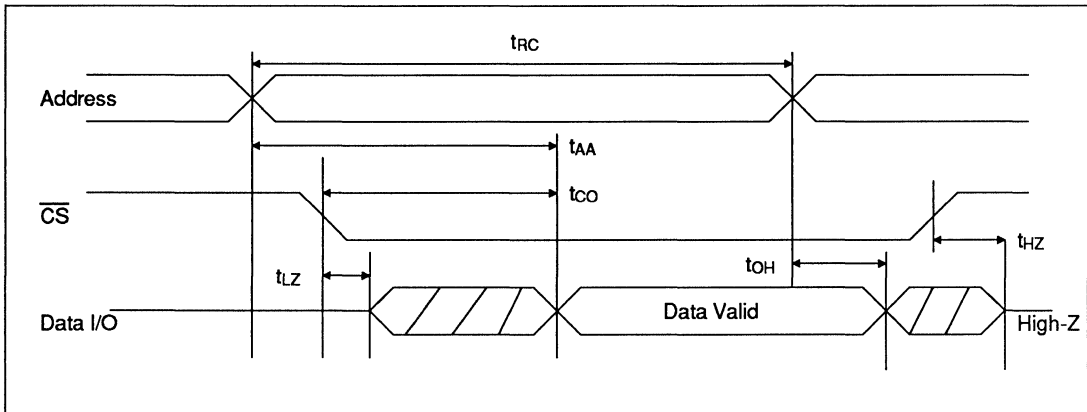 tRC
Address
tAA
tCO
CS
tHZ
tOH
tLZ
Data I/O
Data Valid
High-Z